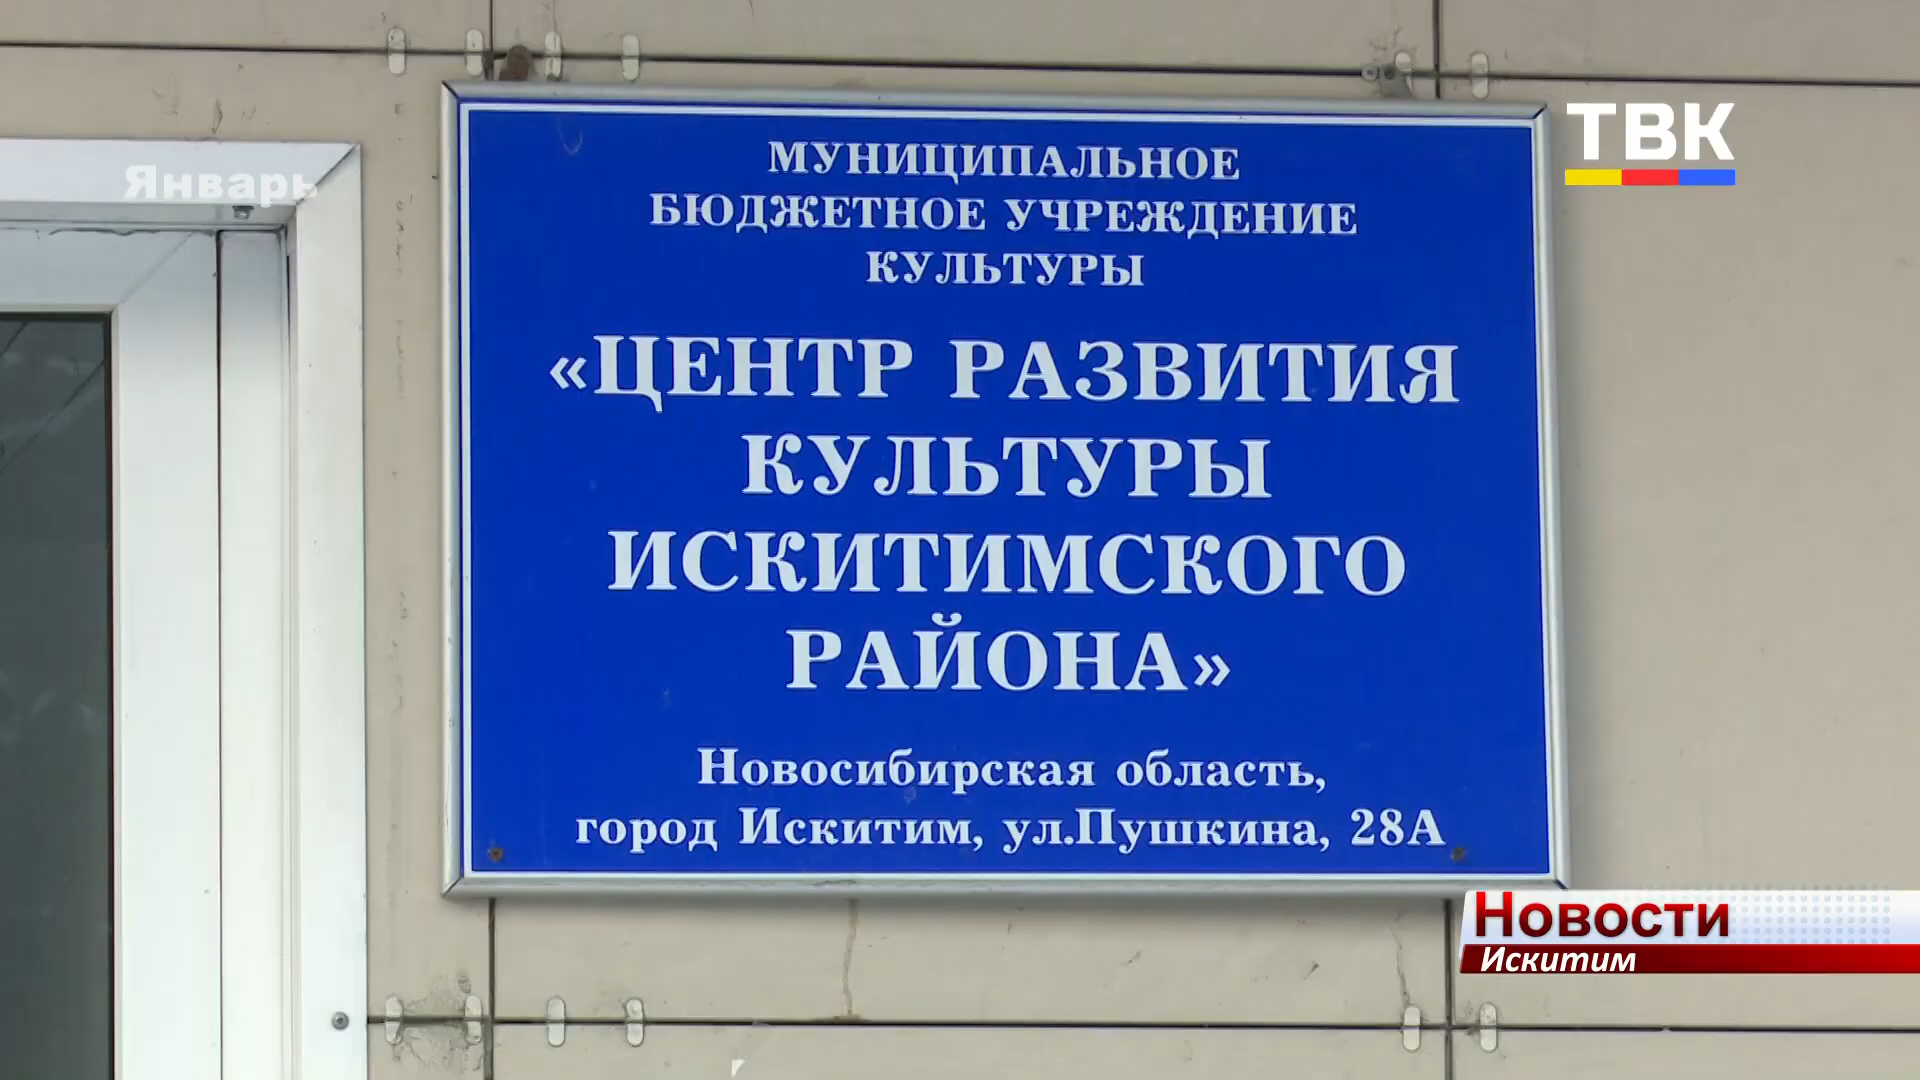 ТВК
Январь
МУНИЦИПАЛЬНОЕ
БЮДЖЕТНОЕ УЧРЕЖДЕНИЕ
КУЛЬТУРЫ
«ЦЕНТР РАЗВИТИЯ
КУЛЬТУРЫ
ИСКИТИМСКОГО
РАЙОНА»
Новосибирская область,
город Искитим, ул.Пушкина, 28А
Новости
Искитим